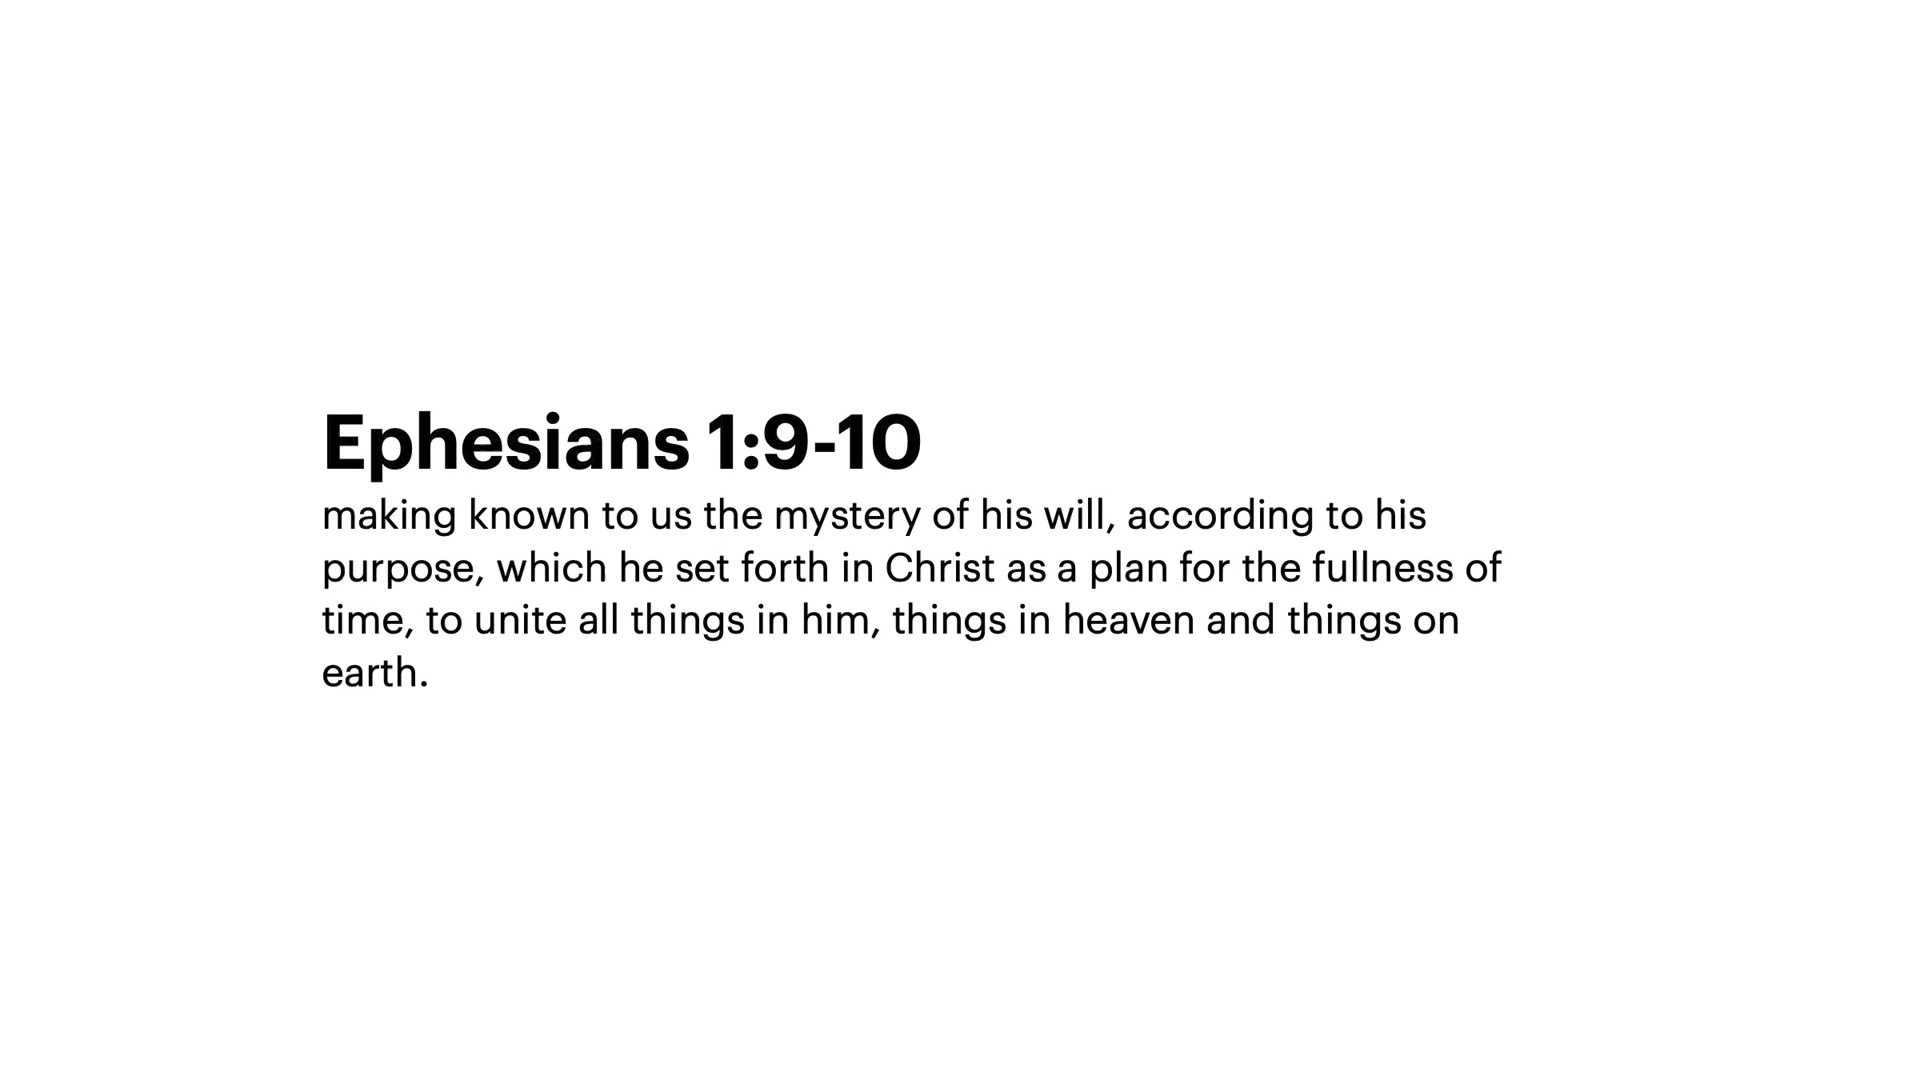 Ephesians 1:9-10
making known to us the mystery of his will, according to his
purpose, which he set forth in Christ as a plan for the fullness of
time, to unite all things in him, things in heaven and things on
earth.